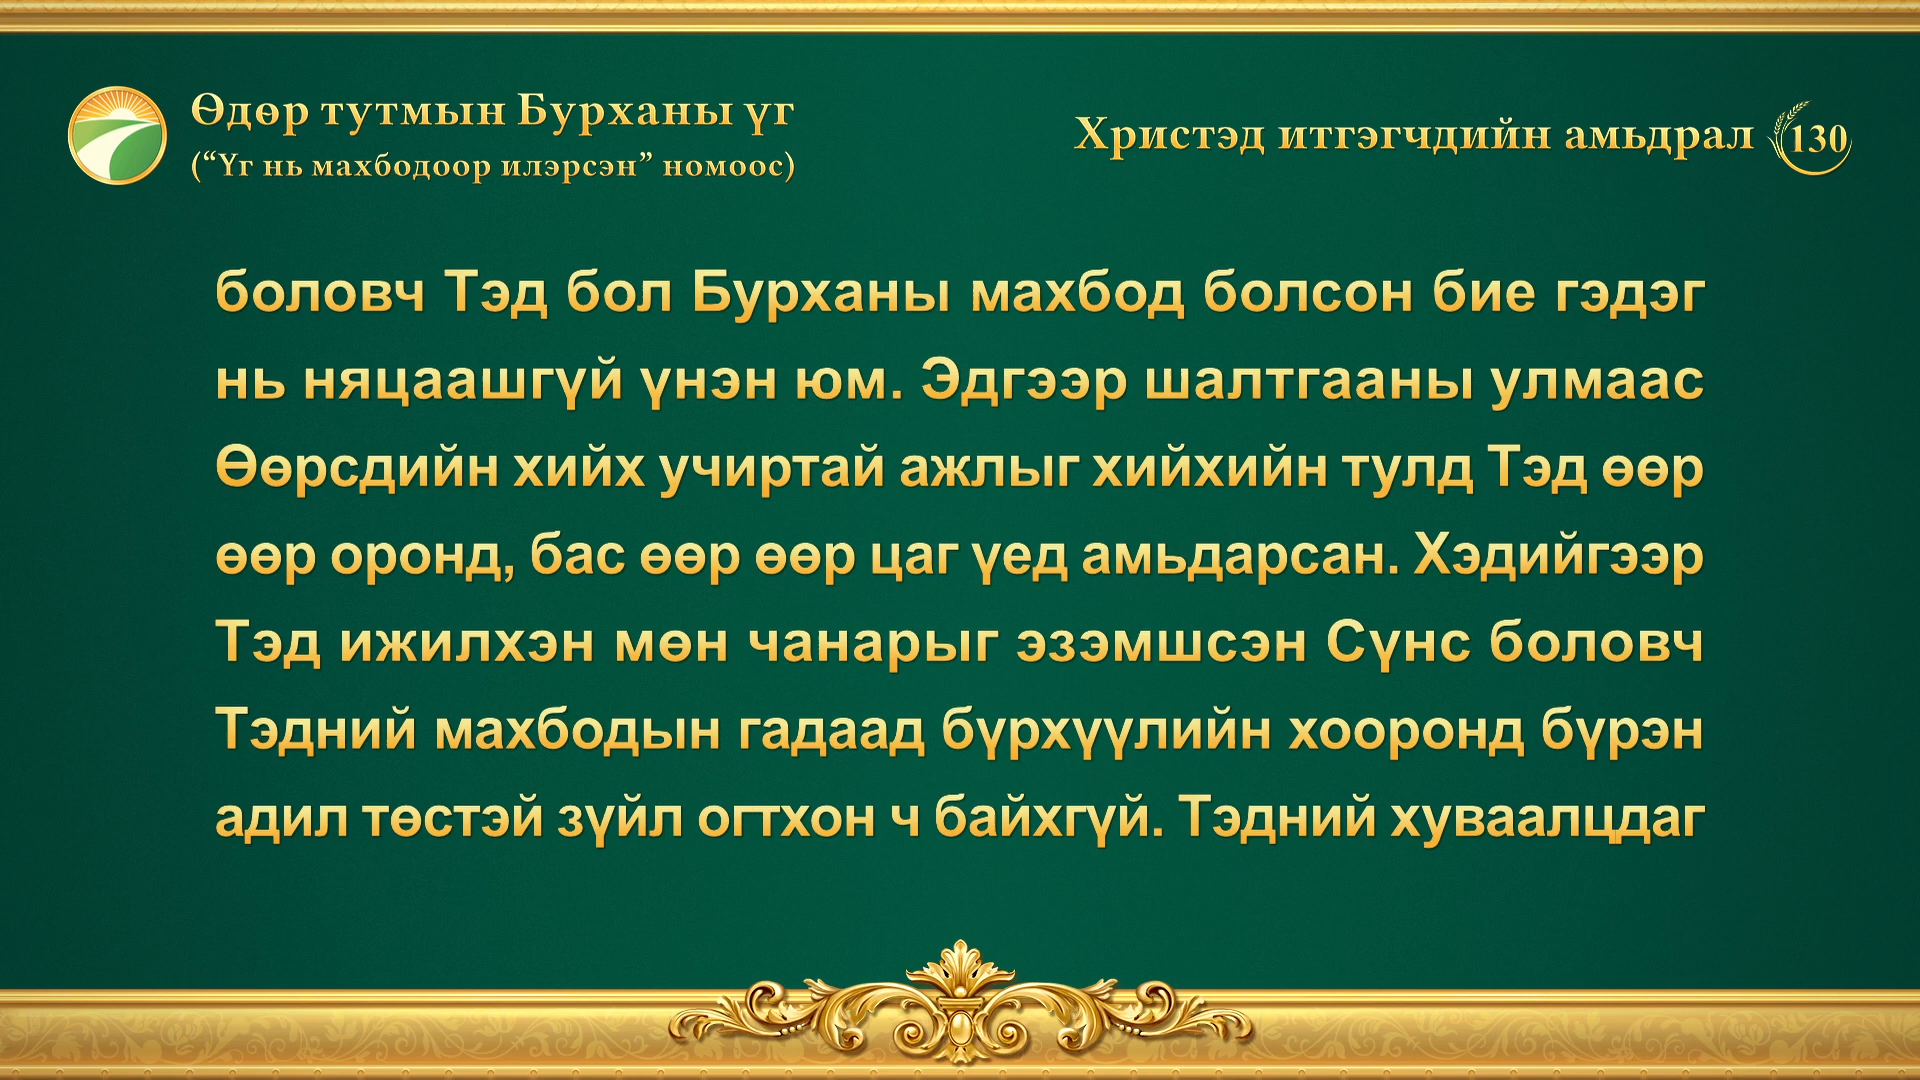 Өдөр тутмын Бурханы үг
(“Үг нь махбодоор илэрсэн” номоос)
Христэд итгэгчдийн амьдрал 130
боловч Тэд бол Бурханы махбод болсон бие гэдэг
нь няцаашгүй үнэн юм. Эдгээр шалтгааны улмаас
Өөрсдийн хийх учиртай ажлыг хийхийн тулд Тэд өөр
өөр оронд, бас өөр өөр цаг үед амьдарсан. Хэдийгээр
Тэд ижилхэн мөн чанарыг эзэмшсэн Сүнс боловч
Тэдний махбодын гадаад бүрхүүлийн хооронд бүрэн
адил төстэй зүйл огтхон ч байхгүй. Тэдний хуваалцдаг